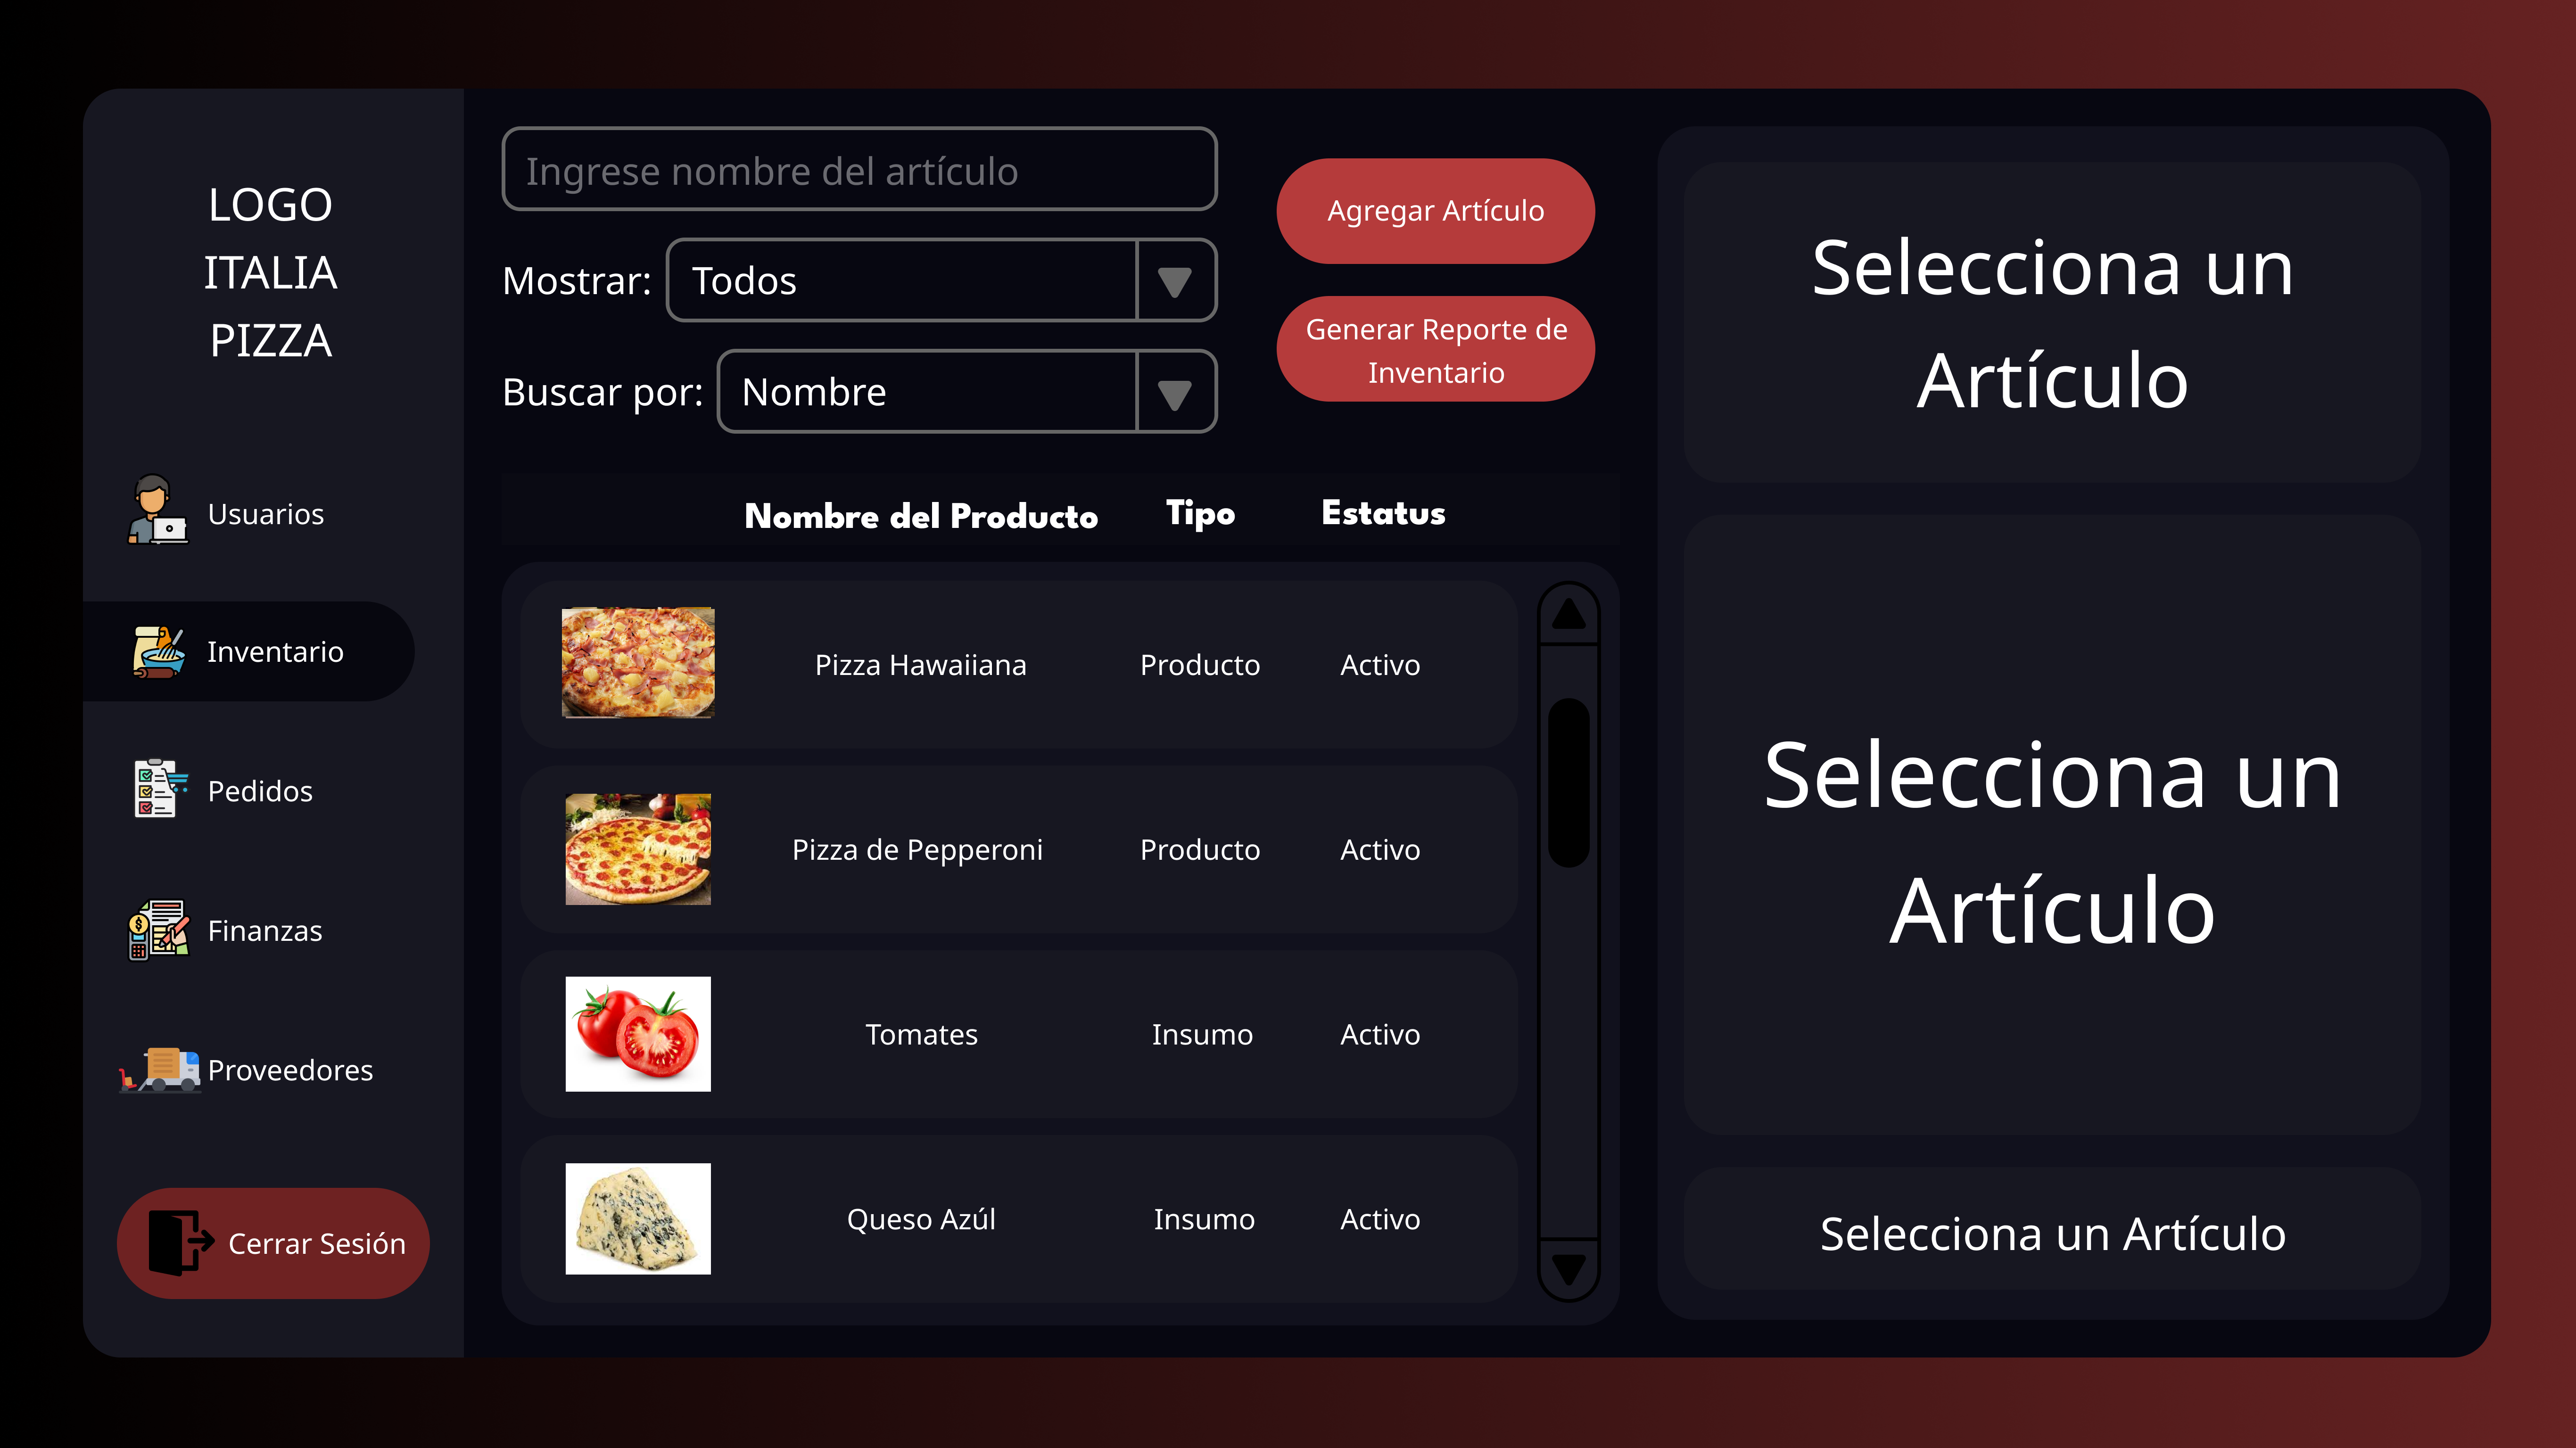 LOGO
ITALIA
PIZZA
Usuarios
Inventario
Pedidos
Finanzas
Proveedores
Cerrar Sesión
Ingrese nombre del artículo
Mostrar: Todos
Buscar por: Nombre
Agregar Artículo
Generar Reporte de
Inventario
Nombre del Producto Tipo Estatus
Pizza Hawaiiana Producto Activo
Pizza de Pepperoni Producto Activo
Tomates Insumo Activo
Queso Azúl Insumo Activo
Selecciona un
Artículo
Selecciona un
Artículo
Selecciona un Artículo